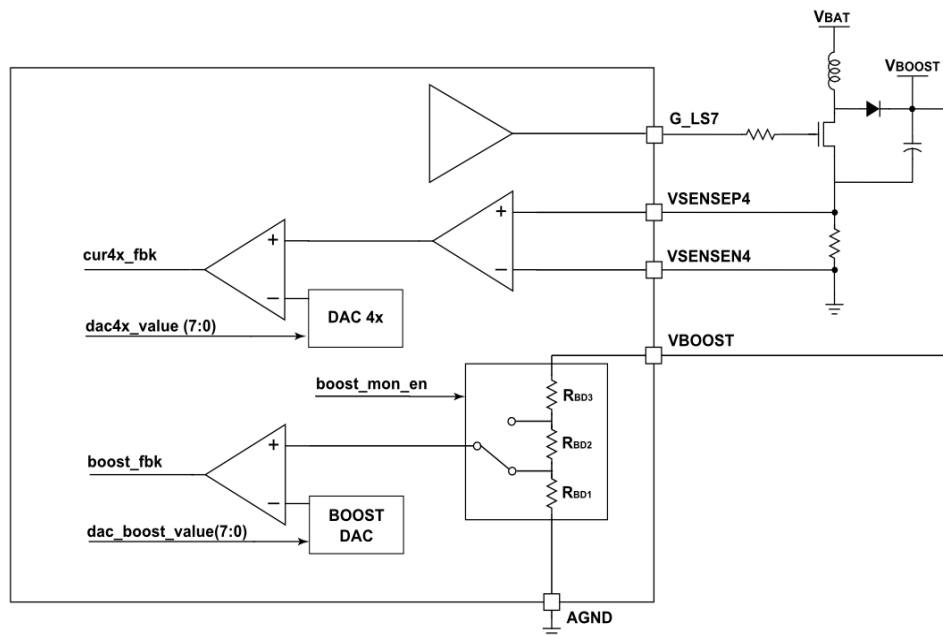 VBAT
VBOOST
G_LS7
VSENSEP4
+
+
cur4x_fbk
VSENSEN4
−
−
DAC 4x
dac4x_value (7:0)
VBOOST
boost_mon_en
RBD3
RBD2
+
boost_fbk
RBD1
−
BOOST
DAC
dac_boost_value(7:0)
AGND